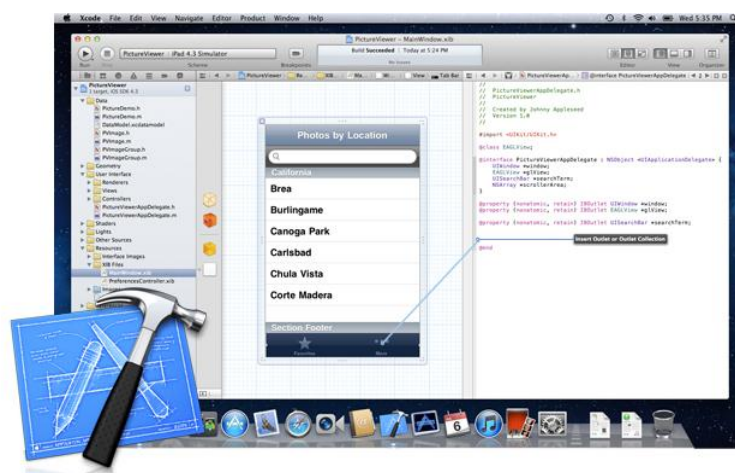 Xcode File Edit View Navigate Editor Product Window Help
Wed 5:35 PM
PictureViewer – MainWindow.xib
PictureViewer iPad 4.3 Simulator
Build Succeeded Today at 5:24 PM
No Issues
Run Stop Scheme Breakpoints Editor View Organizer
PictureViewer
1 target, iOS SDK 4.3
Data
PictureDemo.h
PictureDemo.m
DataModel.xcdatamodel
PVImage.h
PVImage.m
PVImageGroup.h
PVImageGroup.m
Geometry
User Interface
Renderers
Views
Controllers
PictureViewerAppDelegate.h
PictureViewerAppDelegate.m
Shaders
Lights
Other Sources
Resources
Interface Images
XIB Files
MainWindow.xib
PreferencesController.xib
Images
Photos by Location
California
Brea
Burlingame
Canoga Park
Carlsbad
Chula Vista
Corte Madera
Section Footer
Favorites More
//
// PictureViewerAppDelegate.h
// PictureViewer
//
// Created by Johnny Appleseed
// Version 1.0
//
#import <UIKit/UIKit.h>
@class EAGLView;
@interface PictureViewerAppDelegate : NSObject <UIApplicationDelegate> {
UIWindow *window;
EAGLView *glView;
UISearchBar *searchTerm;
NSArray *scrollerArea;
}
@property (nonatomic, retain) IBOutlet UIWindow *window;
@property (nonatomic, retain) IBOutlet EAGLView *glView;
@property (nonatomic, retain) IBOutlet UISearchBar *searchTerm;
Insert Outlet or Outlet Collection
@end
6